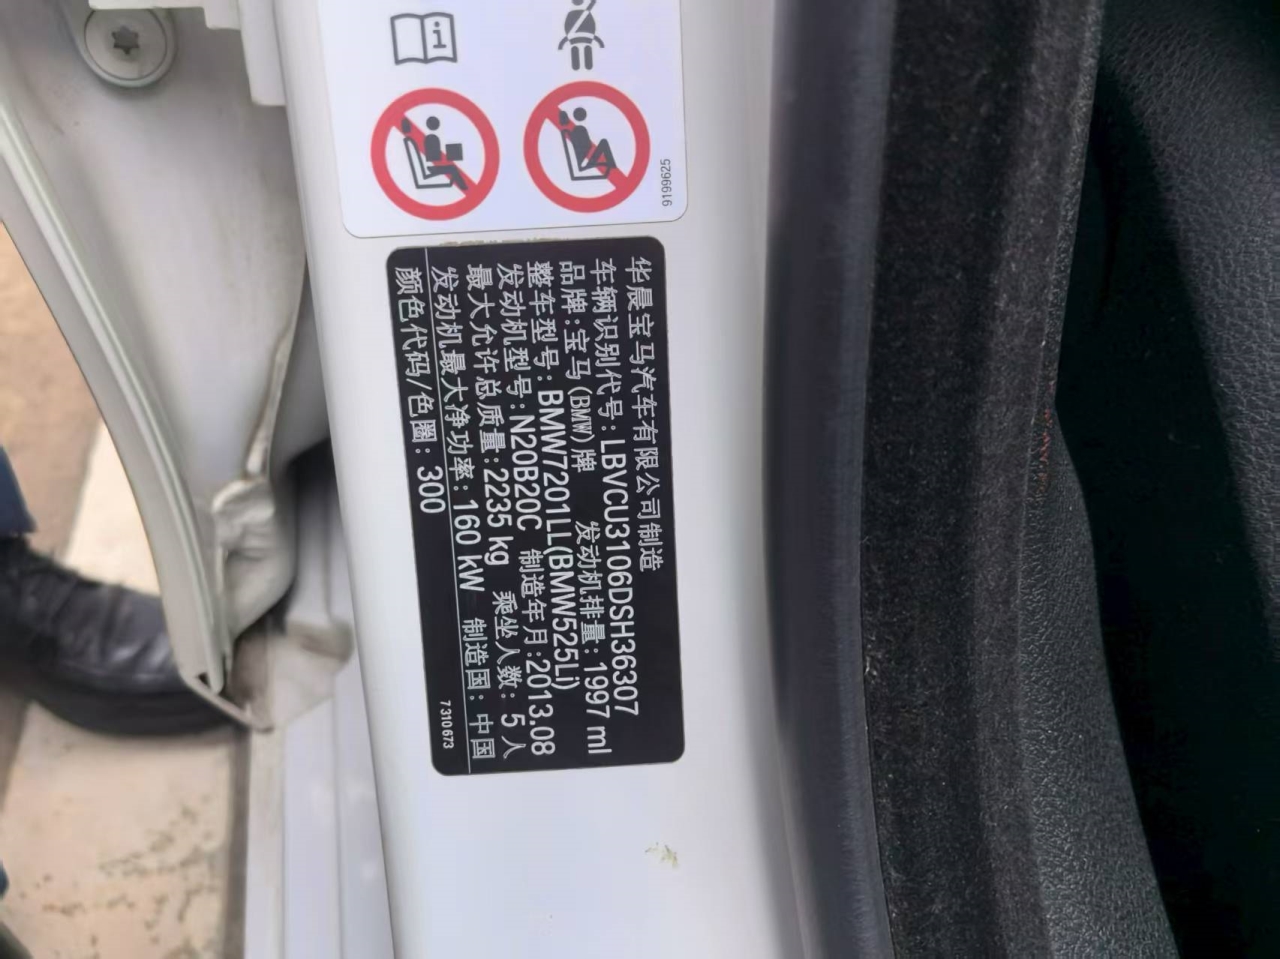 9199625
华晨宝马汽车有限公司制造
车辆识别代号:LBVCU3106DSH36307
品牌:宝马(BMW)牌 发动机排量:1997 ml
整车型号:BMW7201LL(BMW525Li)
发动机型号:N20B20C 制造年月:2013.08
最大允许总质量:2235 kg 乘坐人数:5 人
发动机最大净功率:160 kW 制造国:中国
颜色代码/色圈:300
7310673